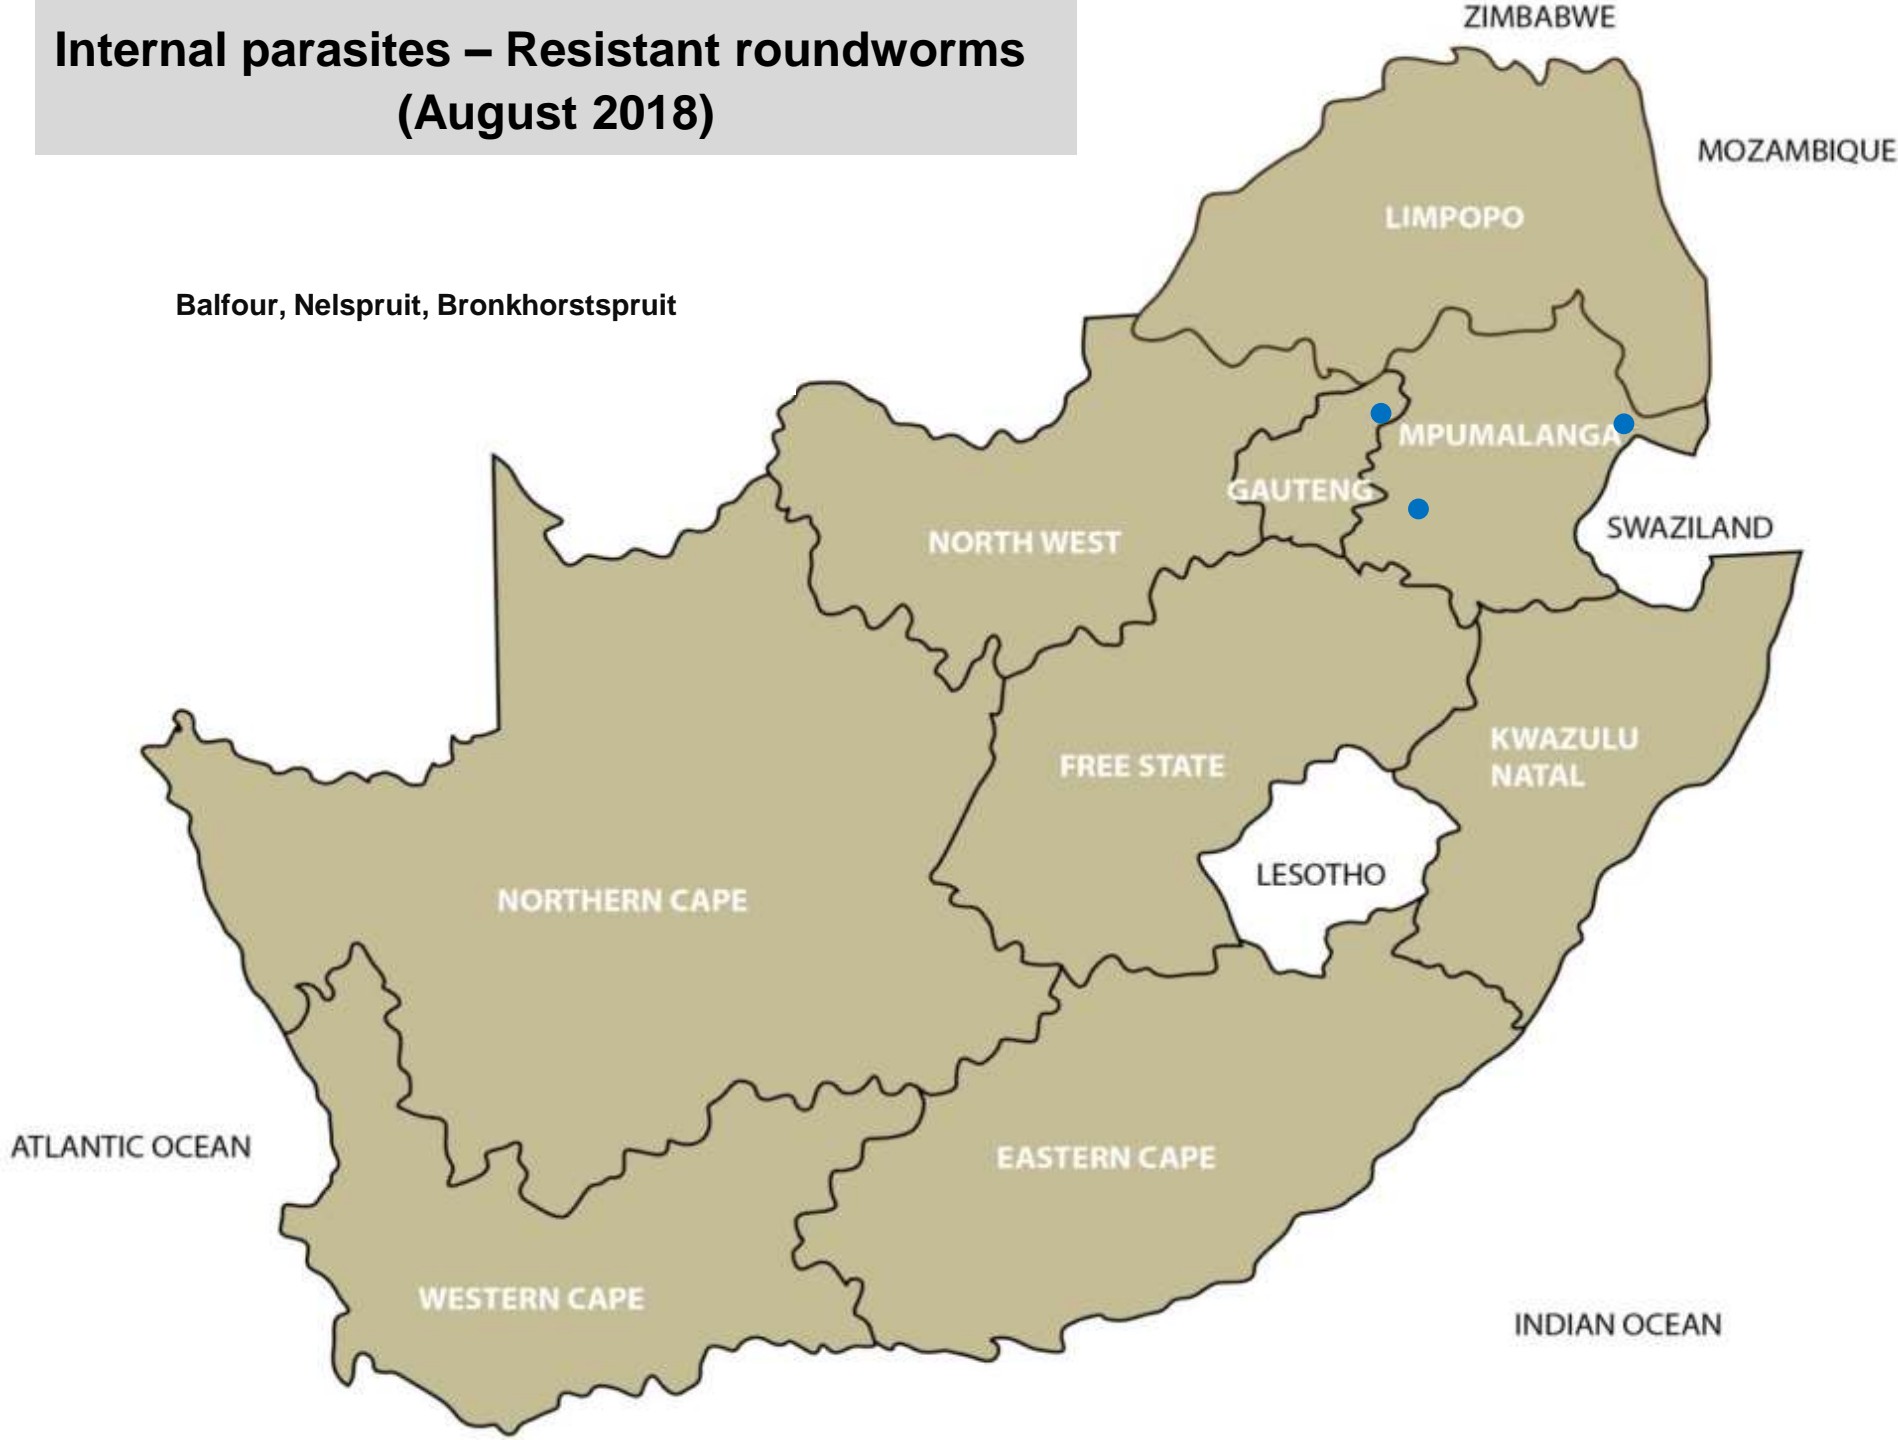 Internal parasites – Resistant roundworms
(August 2018)
ZIMBABWE
MOZAMBIQUE
LIMPOPO
Balfour, Nelspruit, Bronkhorstspruit
MPUMALANGA
GAUTENG
NORTH WEST
SWAZILAND
KWAZULU
NATAL
FREE STATE
LESOTHO
NORTHERN CAPE
ATLANTIC OCEAN
EASTERN CAPE
WESTERN CAPE
INDIAN OCEAN